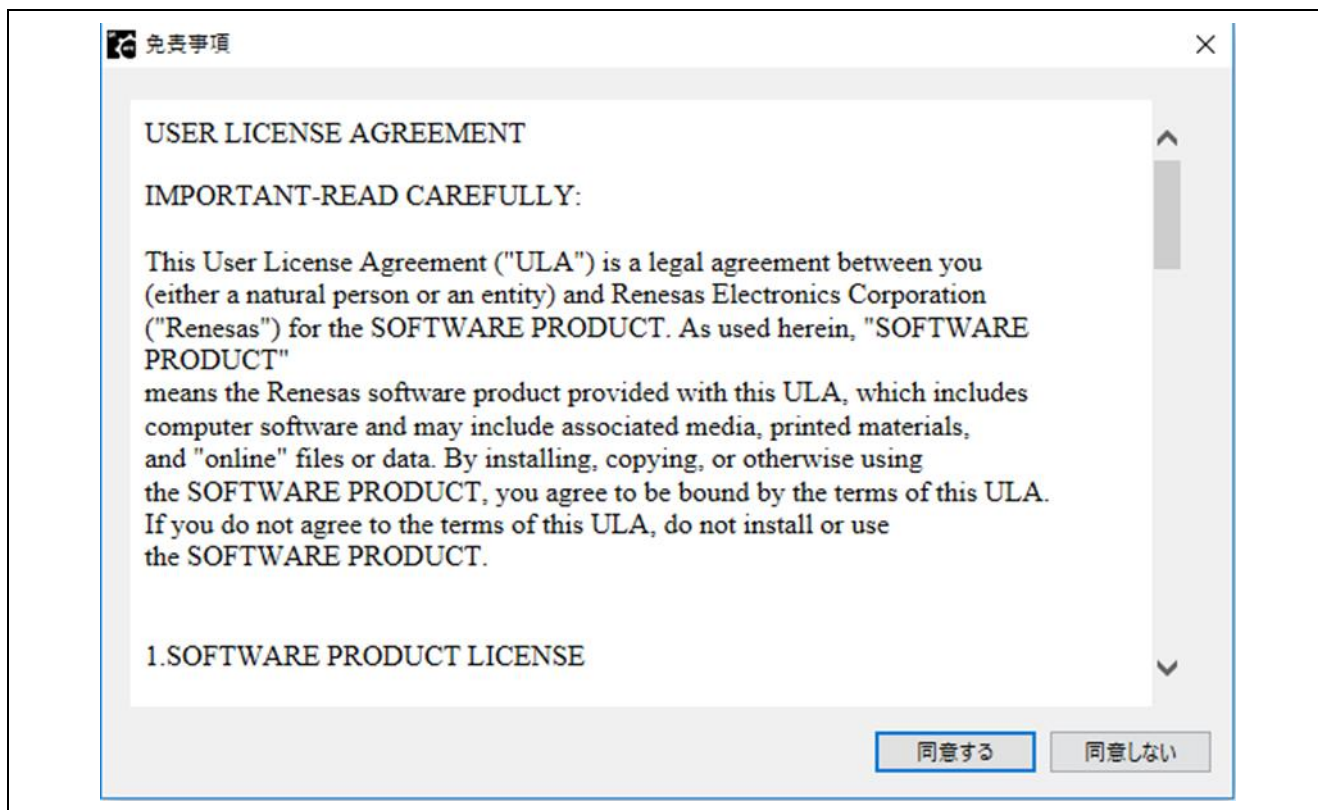 免責事項
USER LICENSE AGREEMENT
IMPORTANT-READ CAREFULLY:
This User License Agreement ("ULA") is a legal agreement between you
(either a natural person or an entity) and Renesas Electronics Corporation
("Renesas") for the SOFTWARE PRODUCT. As used herein, "SOFTWARE
PRODUCT"
means the Renesas software product provided with this ULA, which includes
computer software and may include associated media, printed materials,
and "online" files or data. By installing, copying, or otherwise using
the SOFTWARE PRODUCT, you agree to be bound by the terms of this ULA.
If you do not agree to the terms of this ULA, do not install or use
the SOFTWARE PRODUCT.
1.SOFTWARE PRODUCT LICENSE
同意する
同意しない